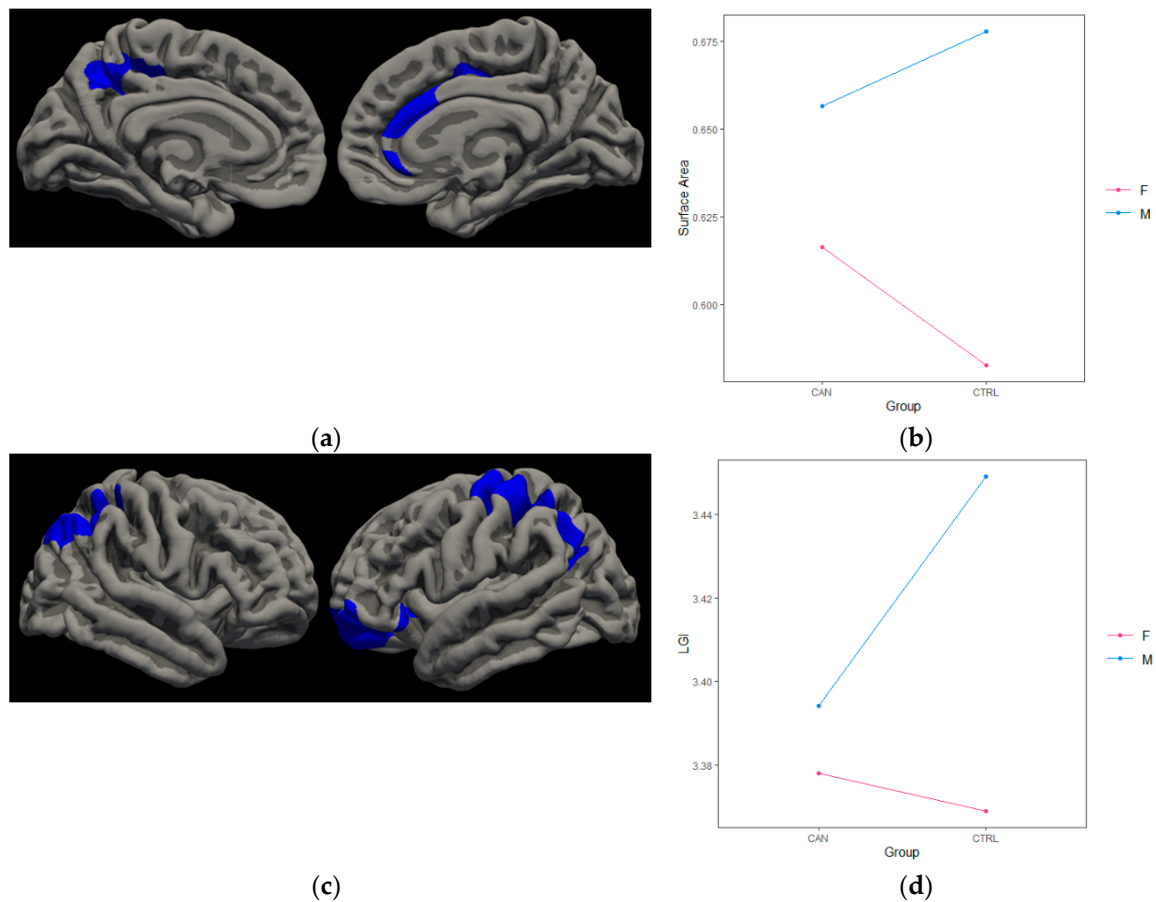 0.675
0.650
0.625
0.600
Surface Area
CAN
CTRL
Group
F
M
(a)
(b)
3.44
3.42
3.40
3.38
LGI
CAN
CTRL
Group
F
M
(c)
(d)